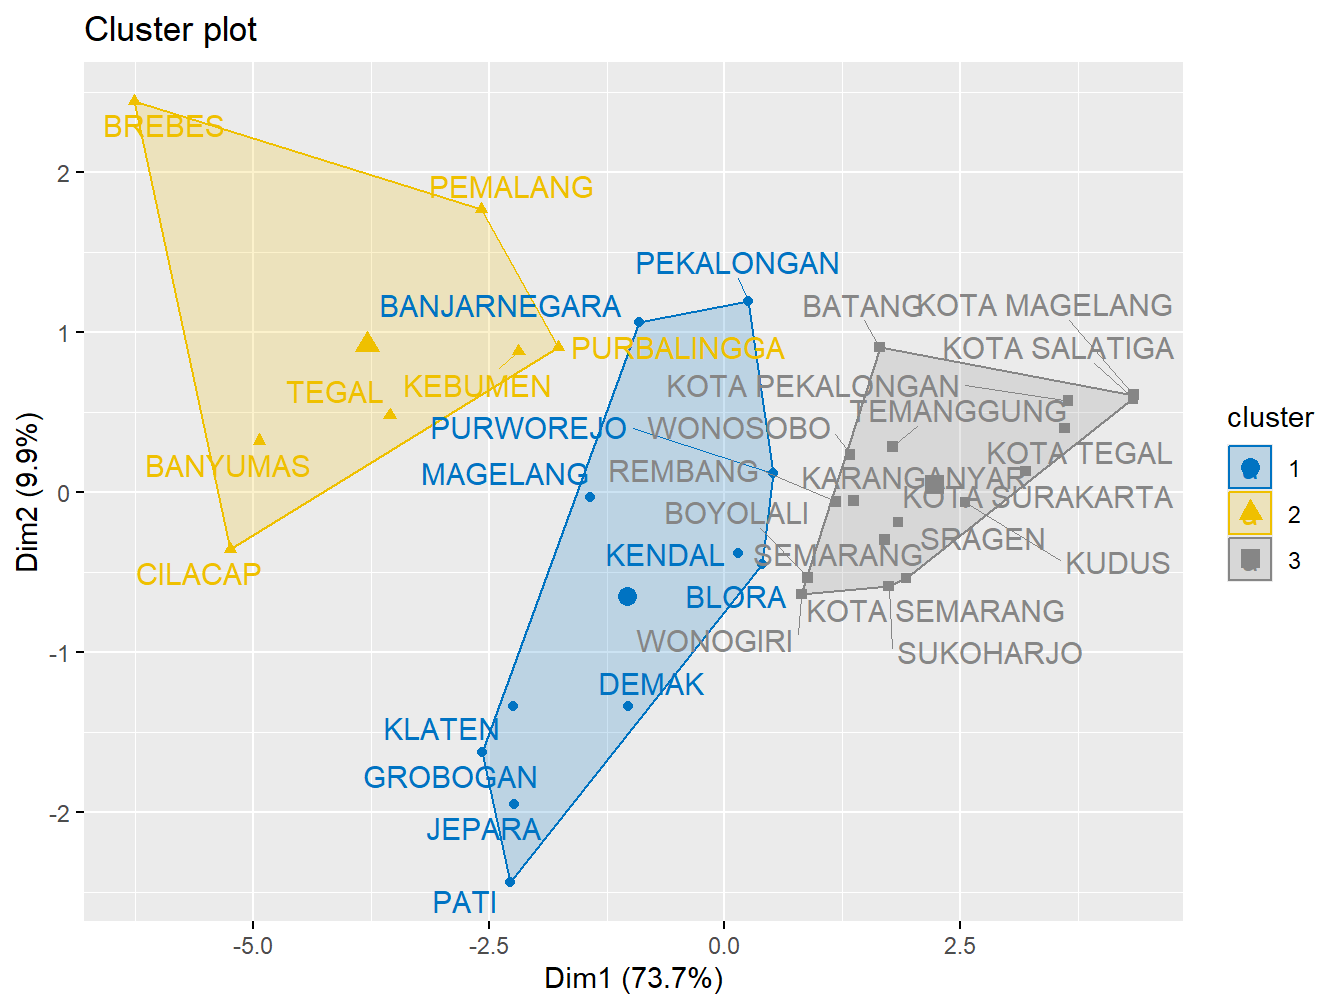 Cluster plot
BREBES
PEMALANG
PEKALONGAN
BANJARNEGARA
BATANG
KOTA MAGELANG
PURBALINGGA
KOTA SALATIGA
TEGAL
KEBUMEN
KOTA PEKALONGAN
TEMANGGUNG
PURWOREJO
WONOSOBO
KOTA TEGAL
BANYUMAS
MAGELANG
REMBANG
KARANGANYAR
BOYOLALI
KOTA SURAKARTA
CILACAP
KENDAL
SEMARANG
SRAGEN
KUDUS
BLORA
KOTA SEMARANG
WONOGIRI
SUKOHARJO
DEMAK
KLATEN
GROBOGAN
JEPARA
PATI
2
1
0
-1
-2
Dim2 (9.9%)
-5.0
-2.5
0.0
2.5
Dim1 (73.7%)
cluster
a 1
a 2
a 3